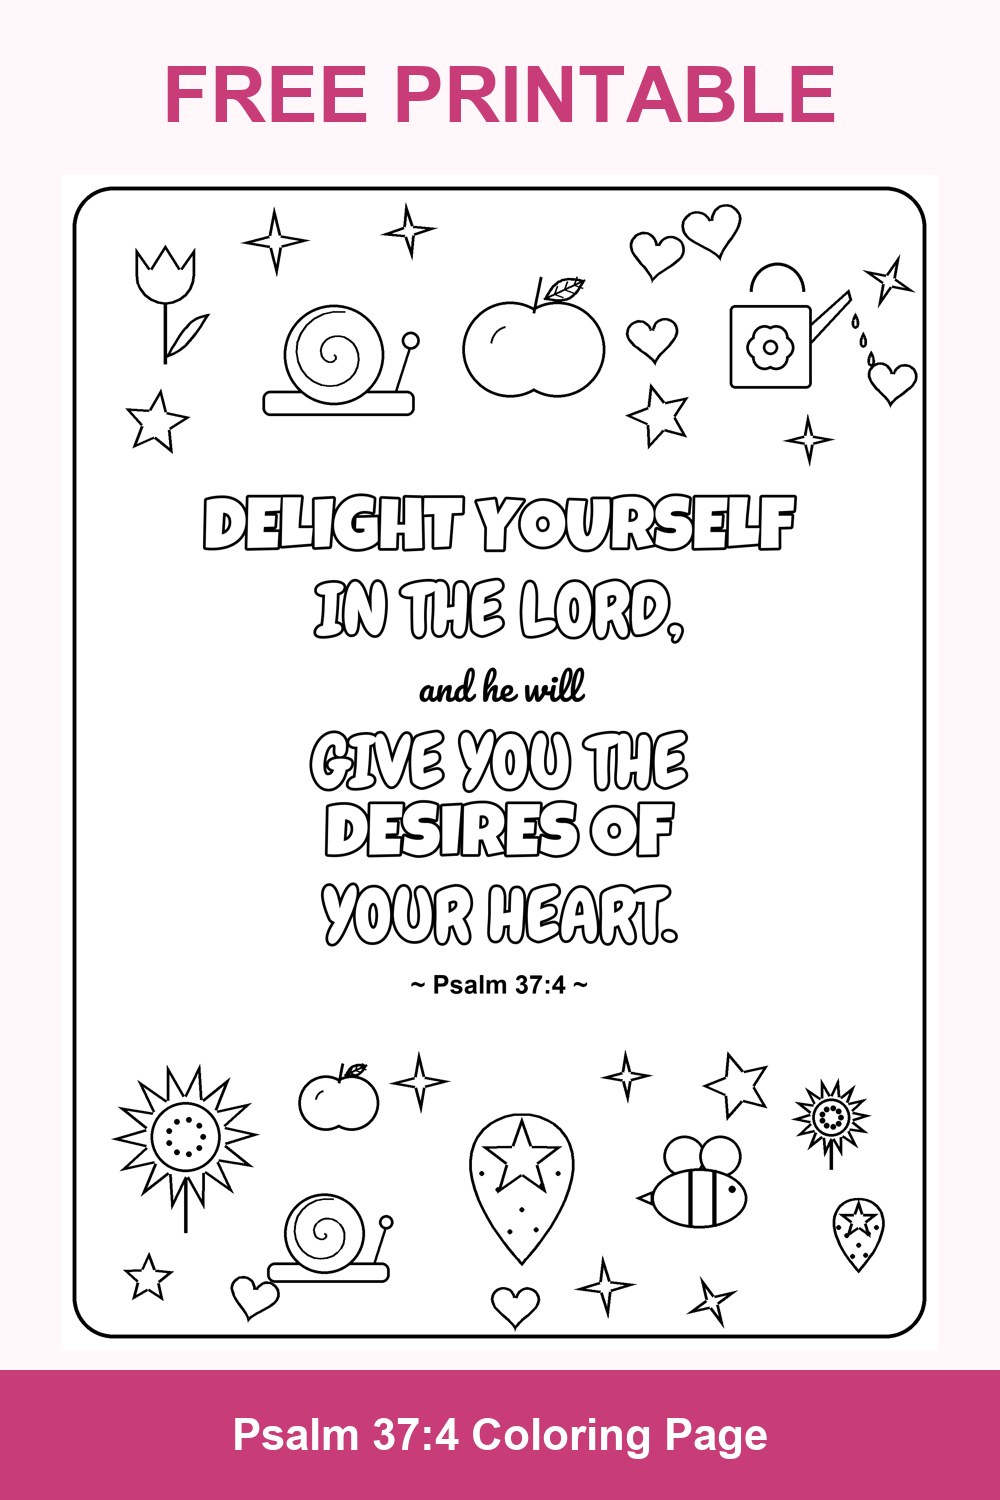 FREE PRINTABLE
DELIGHT YOURSELF
IN THE LORD,
and he will
GIVE YOU THE
DESIRES OF
YOUR HEART.
~ Psalm 37:4 ~
Psalm 37:4 Coloring Page